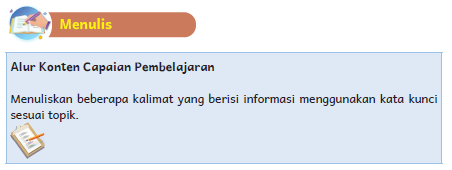 Menulis
Alur Konten Capaian Pembelajaran
Menuliskan beberapa kalimat yang berisi informasi menggunakan kata kunci
sesuai topik.